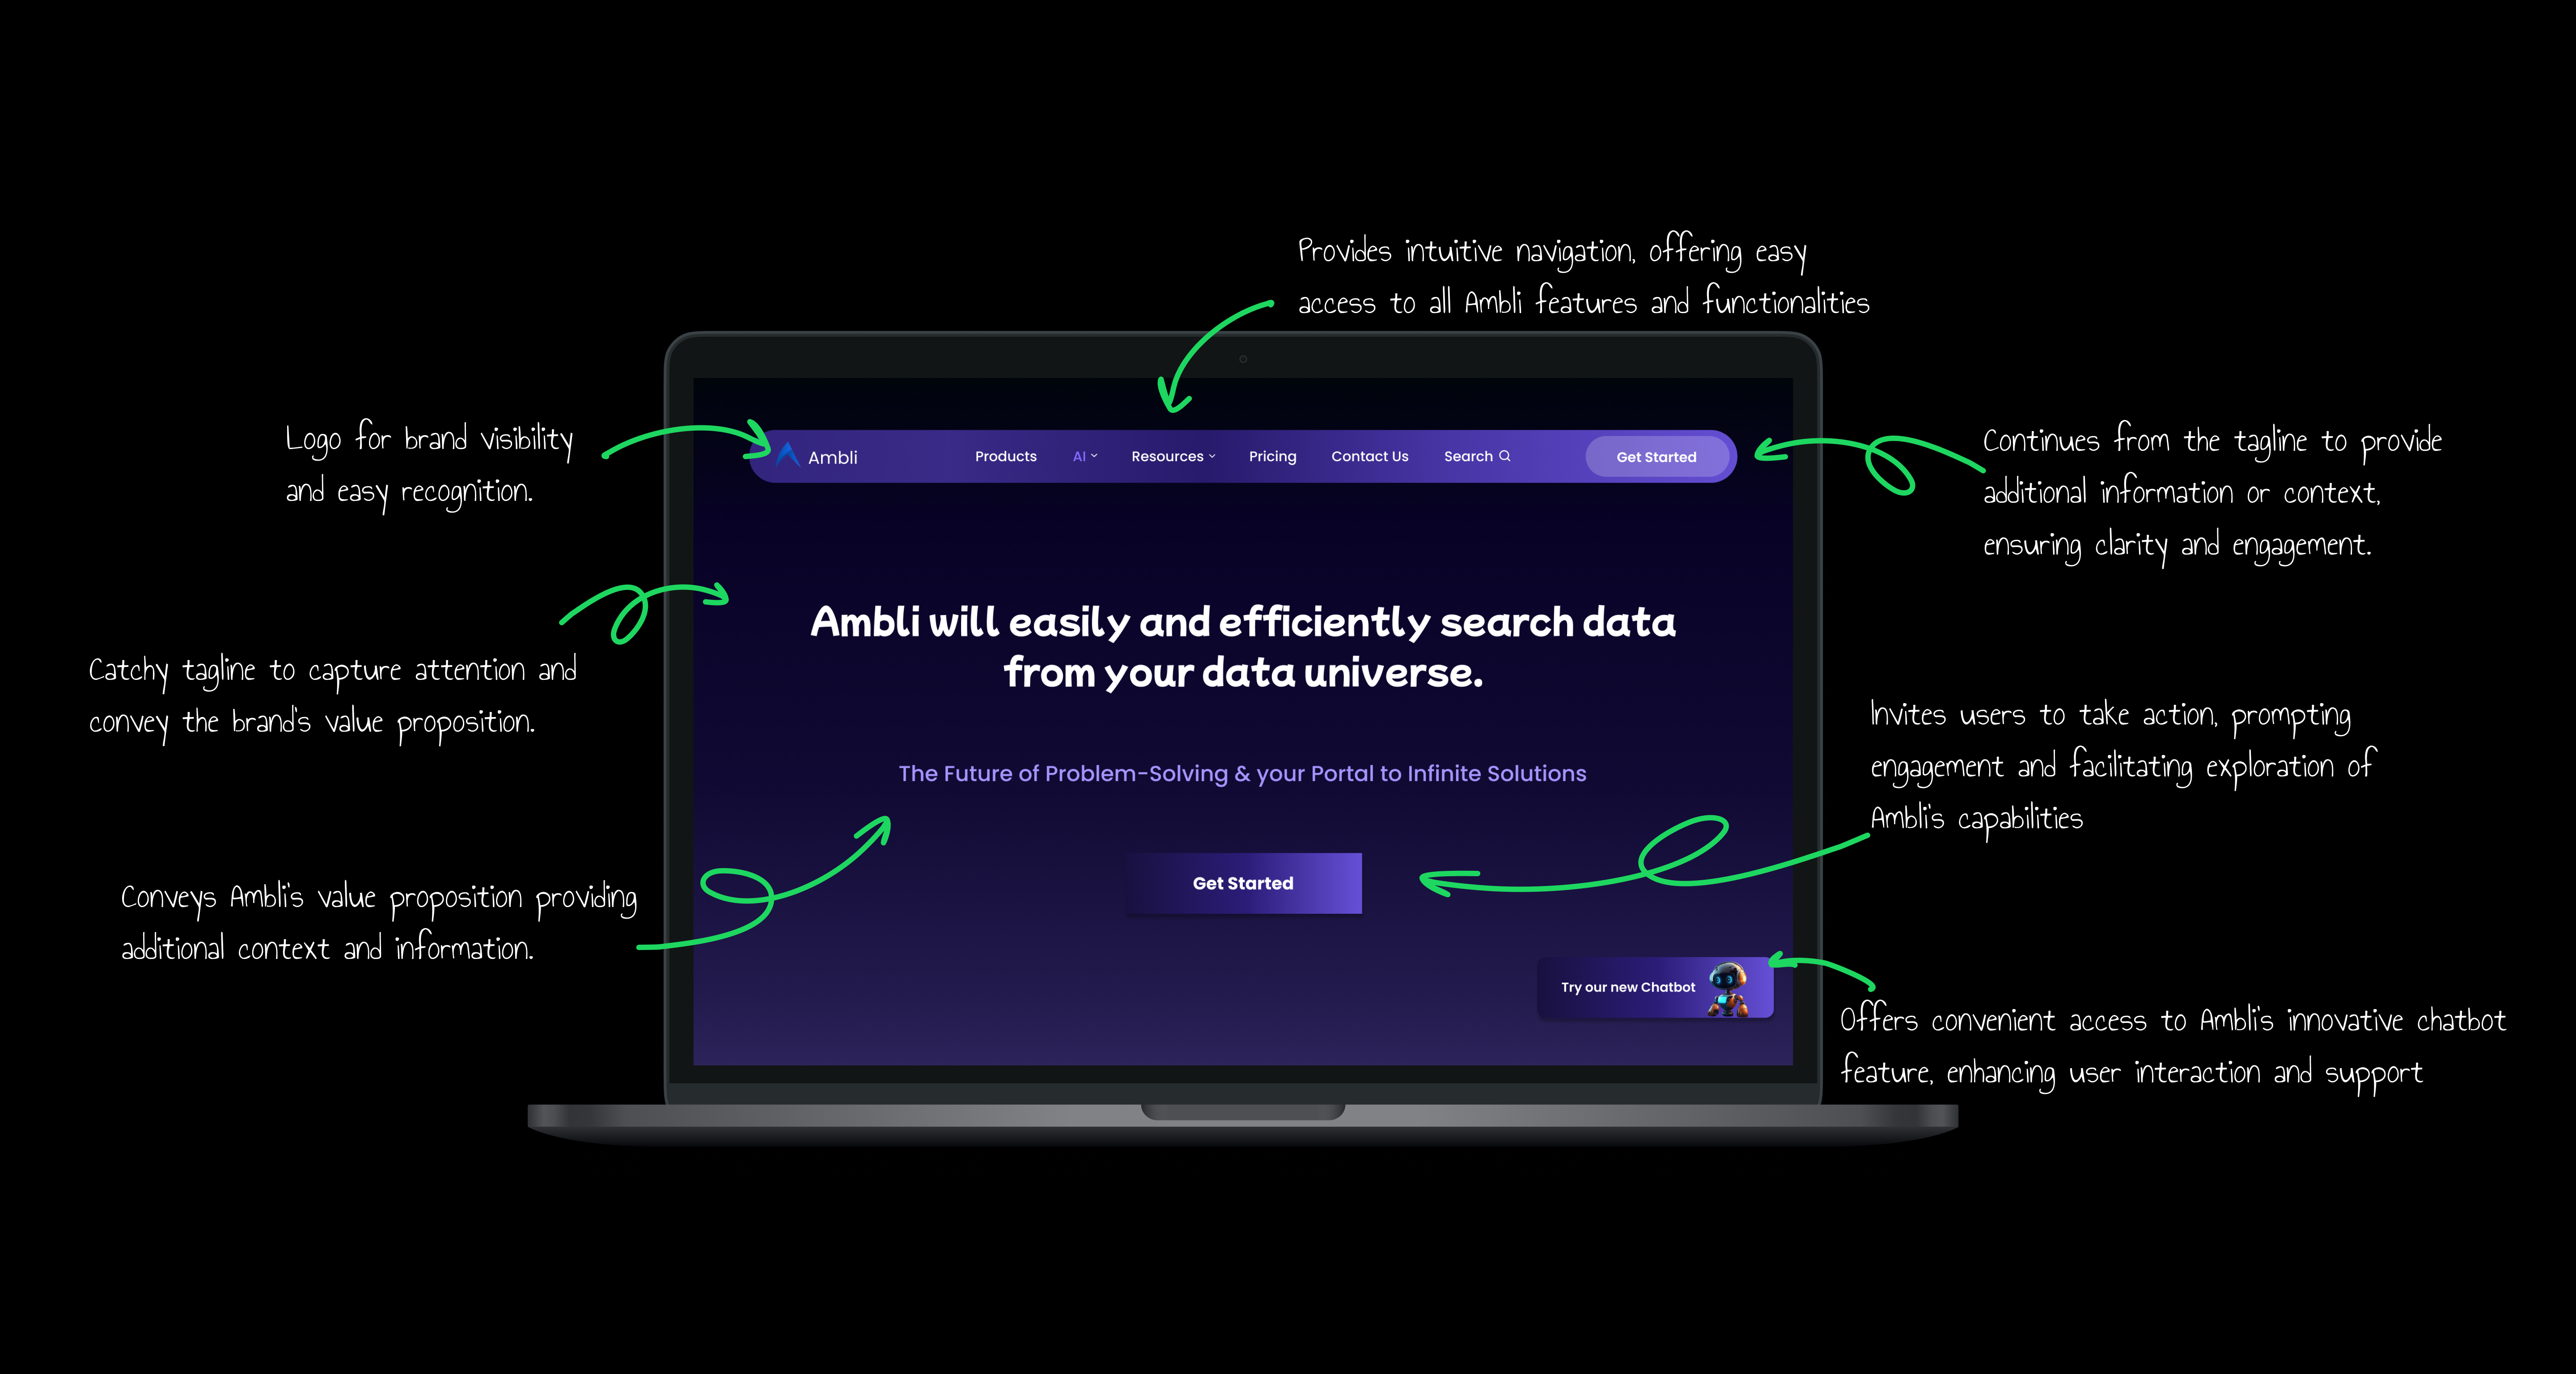 Provides intuitive navigation, offering easy
access to all Ambli features and functionalities
Logo for brand visibility
and easy recognition.
Ambli
Products
AI
Resources
Pricing
Contact Us
Search
Get Started
Continues from the tagline to provide
additional information or context,
ensuring clarity and engagement.
Ambli will easily and efficiently search data
from your data universe.
Catchy tagline to capture attention and
convey the brand's value proposition.
The Future of Problem-Solving & your Portal to Infinite Solutions
Invites users to take action, prompting
engagement and facilitating exploration of
Ambli's capabilities
Get Started
Conveys Ambli's value proposition providing
additional context and information.
Try our new Chatbot
Offers convenient access to Ambli's innovative chatbot
feature, enhancing user interaction and support